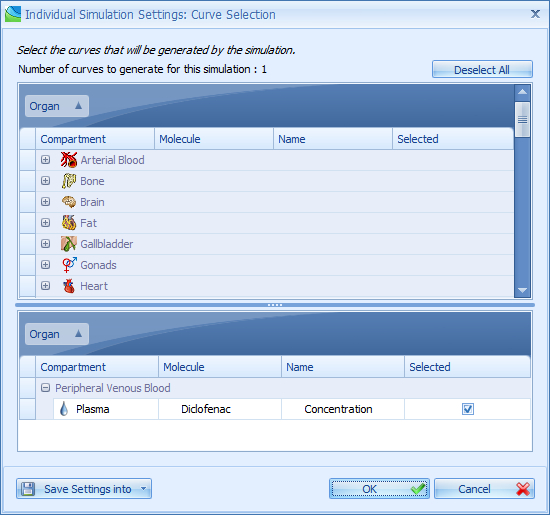 Individual Simulation Settings: Curve Selection
Select the curves that will be generated by the simulation.
Number of curves to generate for this simulation : 1
Deselect All
Organ
Compartment Molecule Name Selected
Arterial Blood
Bone
Brain
Fat
Gallbladder
Gonads
Heart
Organ
Compartment Molecule Name Selected
Peripheral Venous Blood
Plasma Diclofenac Concentration
Save Settings into OK Cancel